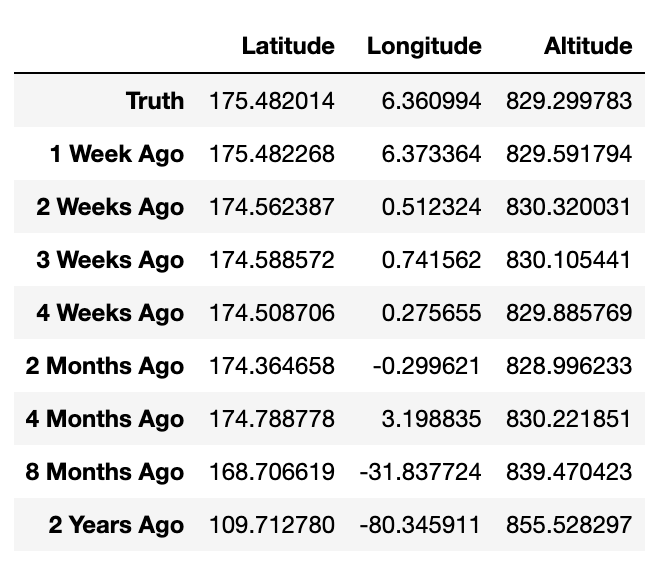 Latitude Longitude Altitude
Truth 175.482014 6.360994 829.299783
1 Week Ago 175.482268 6.373364 829.591794
2 Weeks Ago 174.562387 0.512324 830.320031
3 Weeks Ago 174.588572 0.741562 830.105441
4 Weeks Ago 174.508706 0.275655 829.885769
2 Months Ago 174.364658 -0.299621 828.996233
4 Months Ago 174.788778 3.198835 830.221851
8 Months Ago 168.706619 -31.837724 839.470423
2 Years Ago 109.712780 -80.345911 855.528297